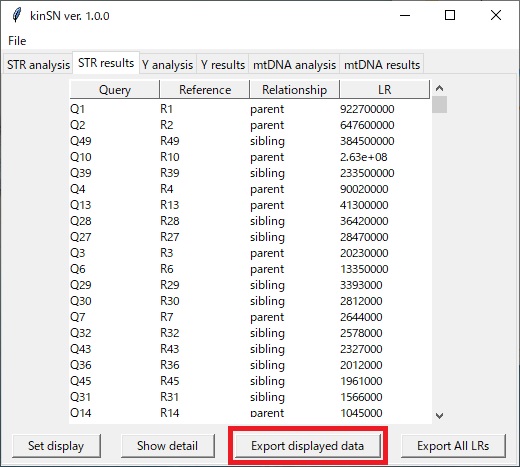 kinSN ver. 1.0.0
File
STR analysis STR results Y analysis Y results mtDNA analysis mtDNA results
Query Reference Relationship LR
Q1 R1 parent 922700000
Q2 R2 parent 647600000
Q49 R49 sibling 384500000
Q10 R10 parent 2.63e+08
Q39 R39 sibling 233500000
Q4 R4 parent 90020000
Q13 R13 parent 41300000
Q28 R28 sibling 36420000
Q27 R27 sibling 28470000
Q3 R3 parent 20230000
Q6 R6 parent 13350000
Q29 R29 sibling 3393000
Q30 R30 sibling 2812000
Q7 R7 parent 2644000
Q32 R32 sibling 2578000
Q43 R43 sibling 2327000
Q36 R36 sibling 2012000
Q45 R45 sibling 1961000
Q31 R31 sibling 1566000
Q14 R14 parent 1045000
Set display Show detail Export displayed data Export All LRs